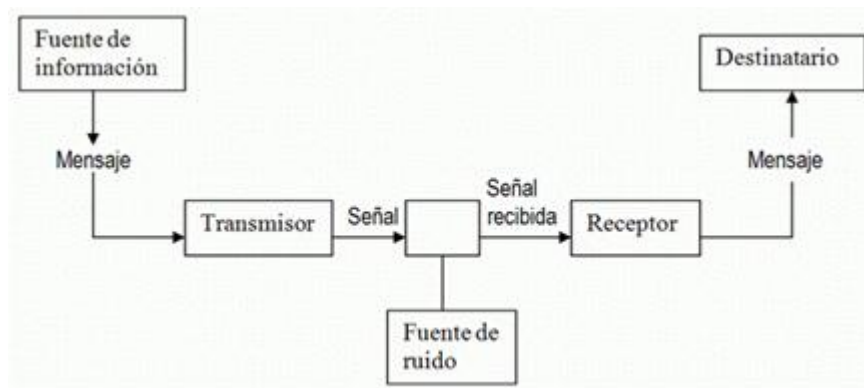 Fuente de
información
Destinatario
Mensaje
Mensaje
Transmisor
Señal
Señal
recibida
Receptor
Fuente de
ruido